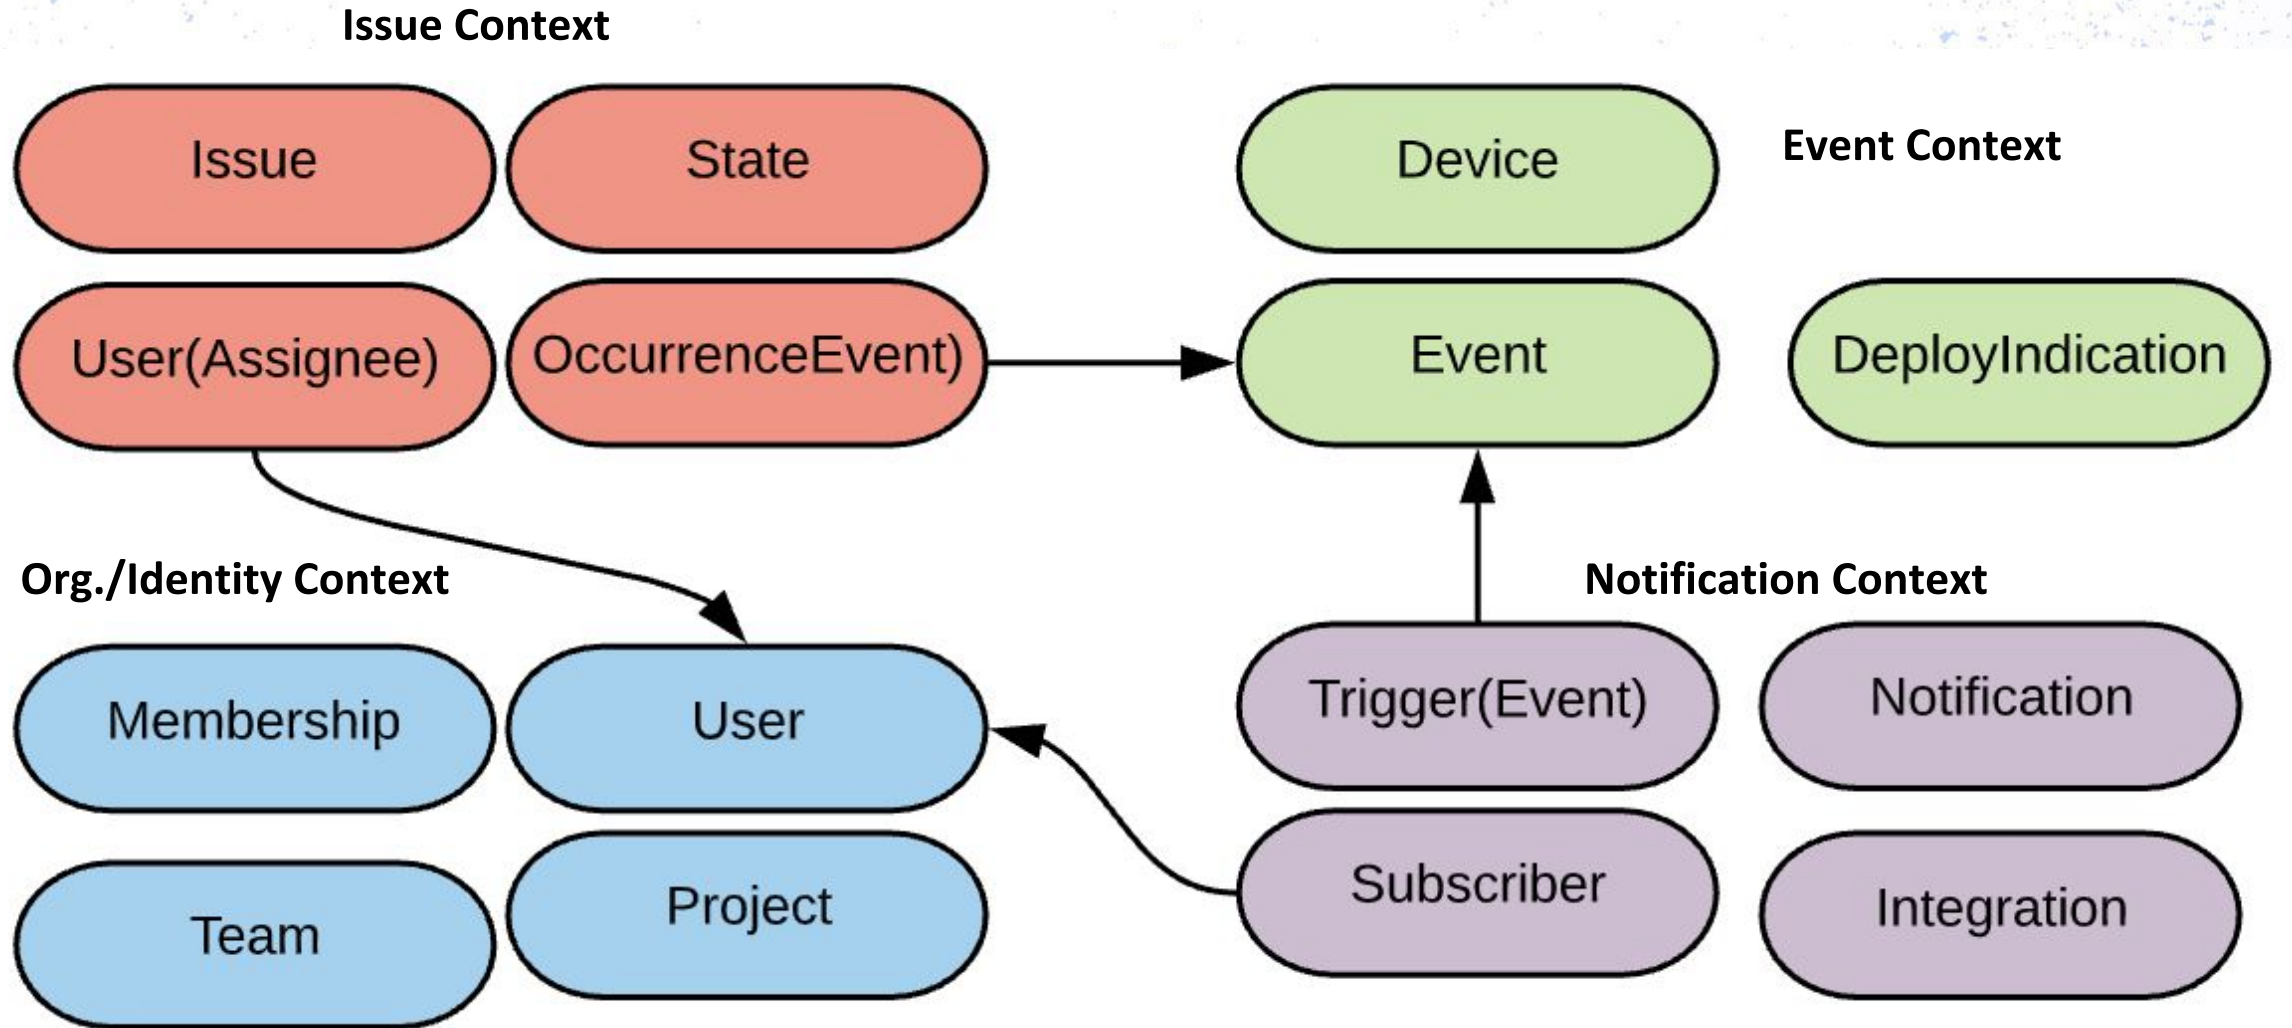 Issue Context
Issue
State
Device
Event Context
User(Assignee)
OccurrenceEvent)
Event
DeployIndication
Org./Identity Context
Notification Context
Membership
User
Trigger(Event)
Notification
Team
Project
Subscriber
Integration